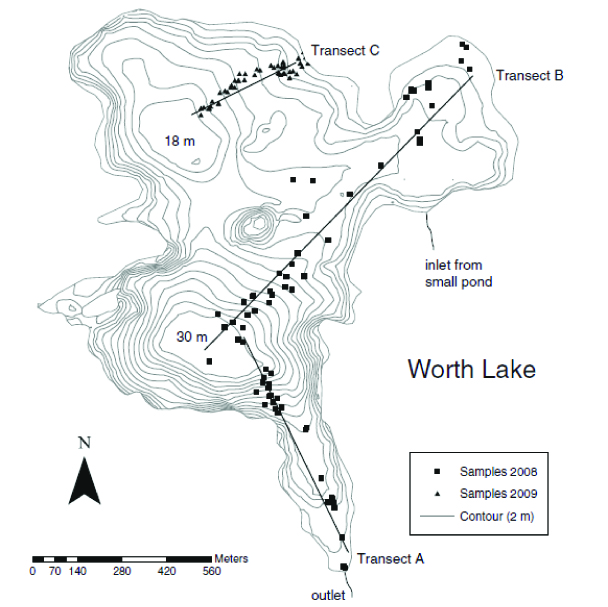 Transect C
Transect B
18 m
inlet from
small pond
30 m
Worth Lake
N
Samples 2008
Samples 2009
Contour (2 m)
Meters
0 70 140 280 420 560
Transect A
outlet